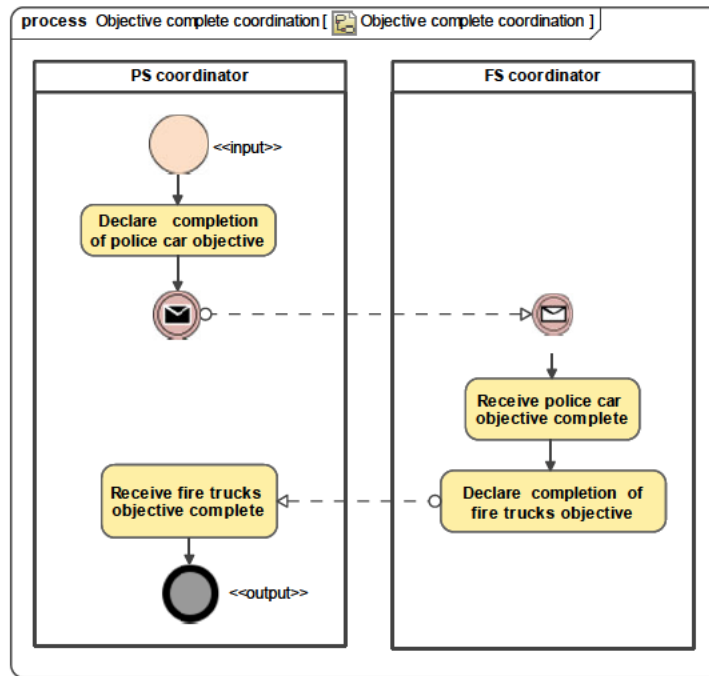 process Objective complete coordination [ Objective complete coordination ]
PS coordinator
FS coordinator
<<input>>
Declare completion
of police car objective
Receive police car
objective complete
Receive fire trucks
objective complete
Declare completion of
fire trucks objective
<<output>>